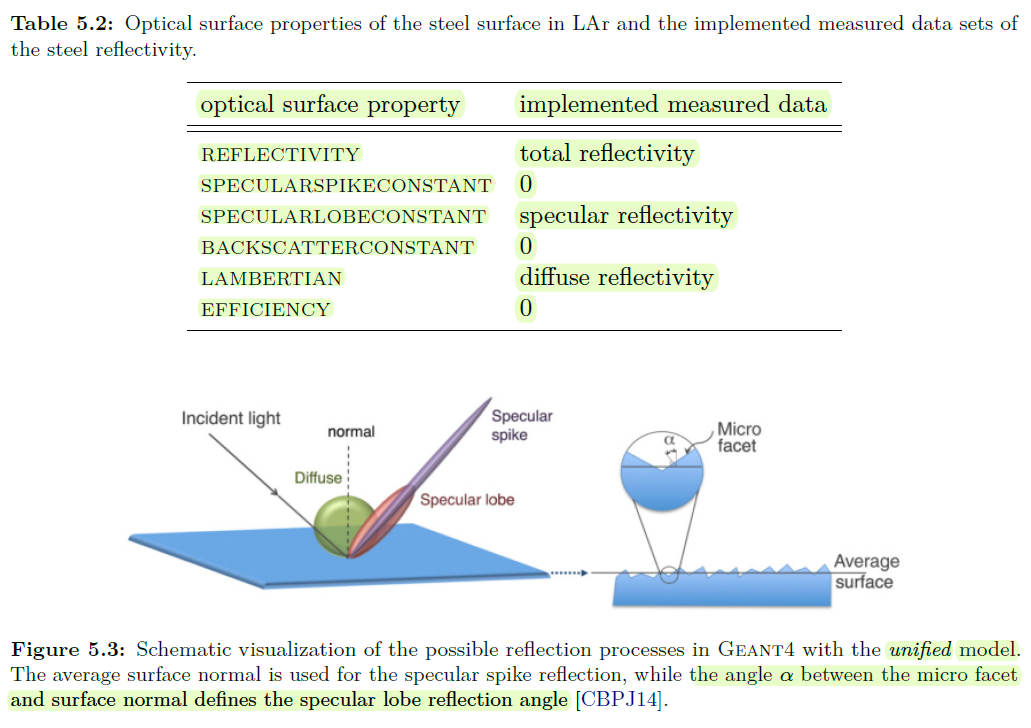 Table 5.2: Optical surface properties of the steel surface in LAr and the implemented measured data sets of
the steel reflectivity.
optical surface property implemented measured data
REFLECTIVITY total reflectivity
SPECULARSPIKECONSTANT 0
SPECULARLOBECONSTANT specular reflectivity
BACKSCATTERCONSTANT 0
LAMBERTIAN diffuse reflectivity
EFFICIENCY 0
Incident light
normal
Specular
spike
Diffuse
Specular lobe
α
Micro
facet
Average
surface
Figure 5.3: Schematic visualization of the possible reflection processes in GEANT4 with the unified model.
The average surface normal is used for the specular spike reflection, while the angle α between the micro facet
and surface normal defines the specular lobe reflection angle [CBPJ14].